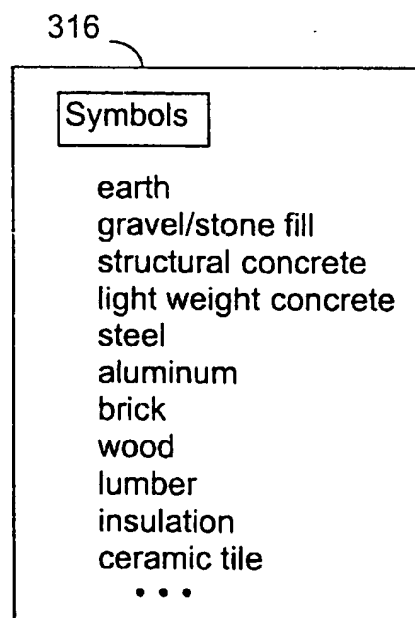 316
Symbols
earth
gravel/stone fill
structural concrete
light weight concrete
steel
aluminum
brick
wood
lumber
insulation
ceramic tile
• • •